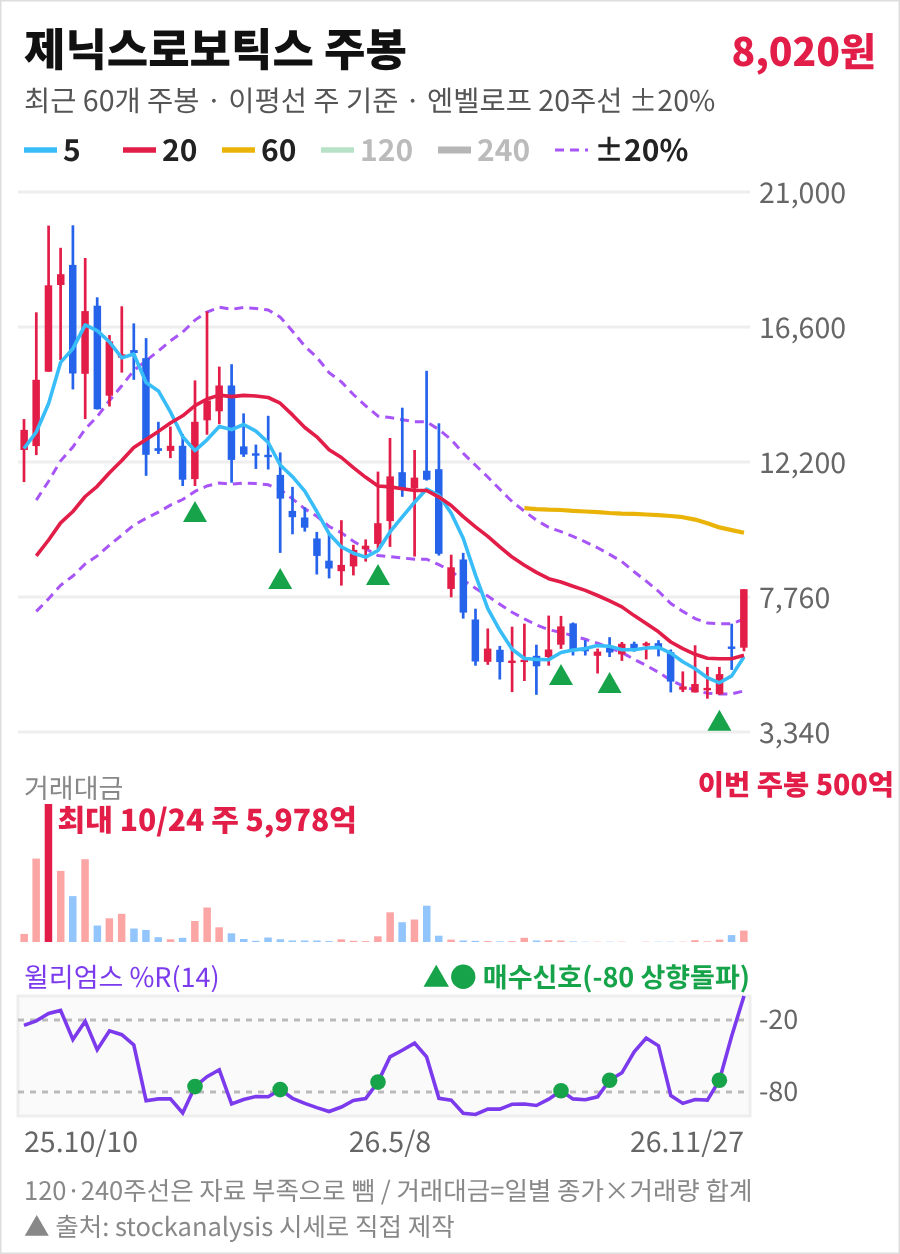 제닉스로보틱스 주봉
8,020원
최근 60개 주봉 · 이평선 주 기준 · 엔벨로프 20주선 ±20%
5 20 60 120 240 ±20%
21,000
16,600
12,200
7,760
3,340
거래대금
이번 주봉 500억
최대 10/24 주 5,978억
윌리엄스 %R(14)
▲● 매수신호(-80 상향돌파)
-20
-80
25.10/10 26.5/8 26.11/27
120·240주선은 자료 부족으로 뺌 / 거래대금=일별 종가×거래량 합계
▲ 출처: stockanalysis 시세로 직접 제작